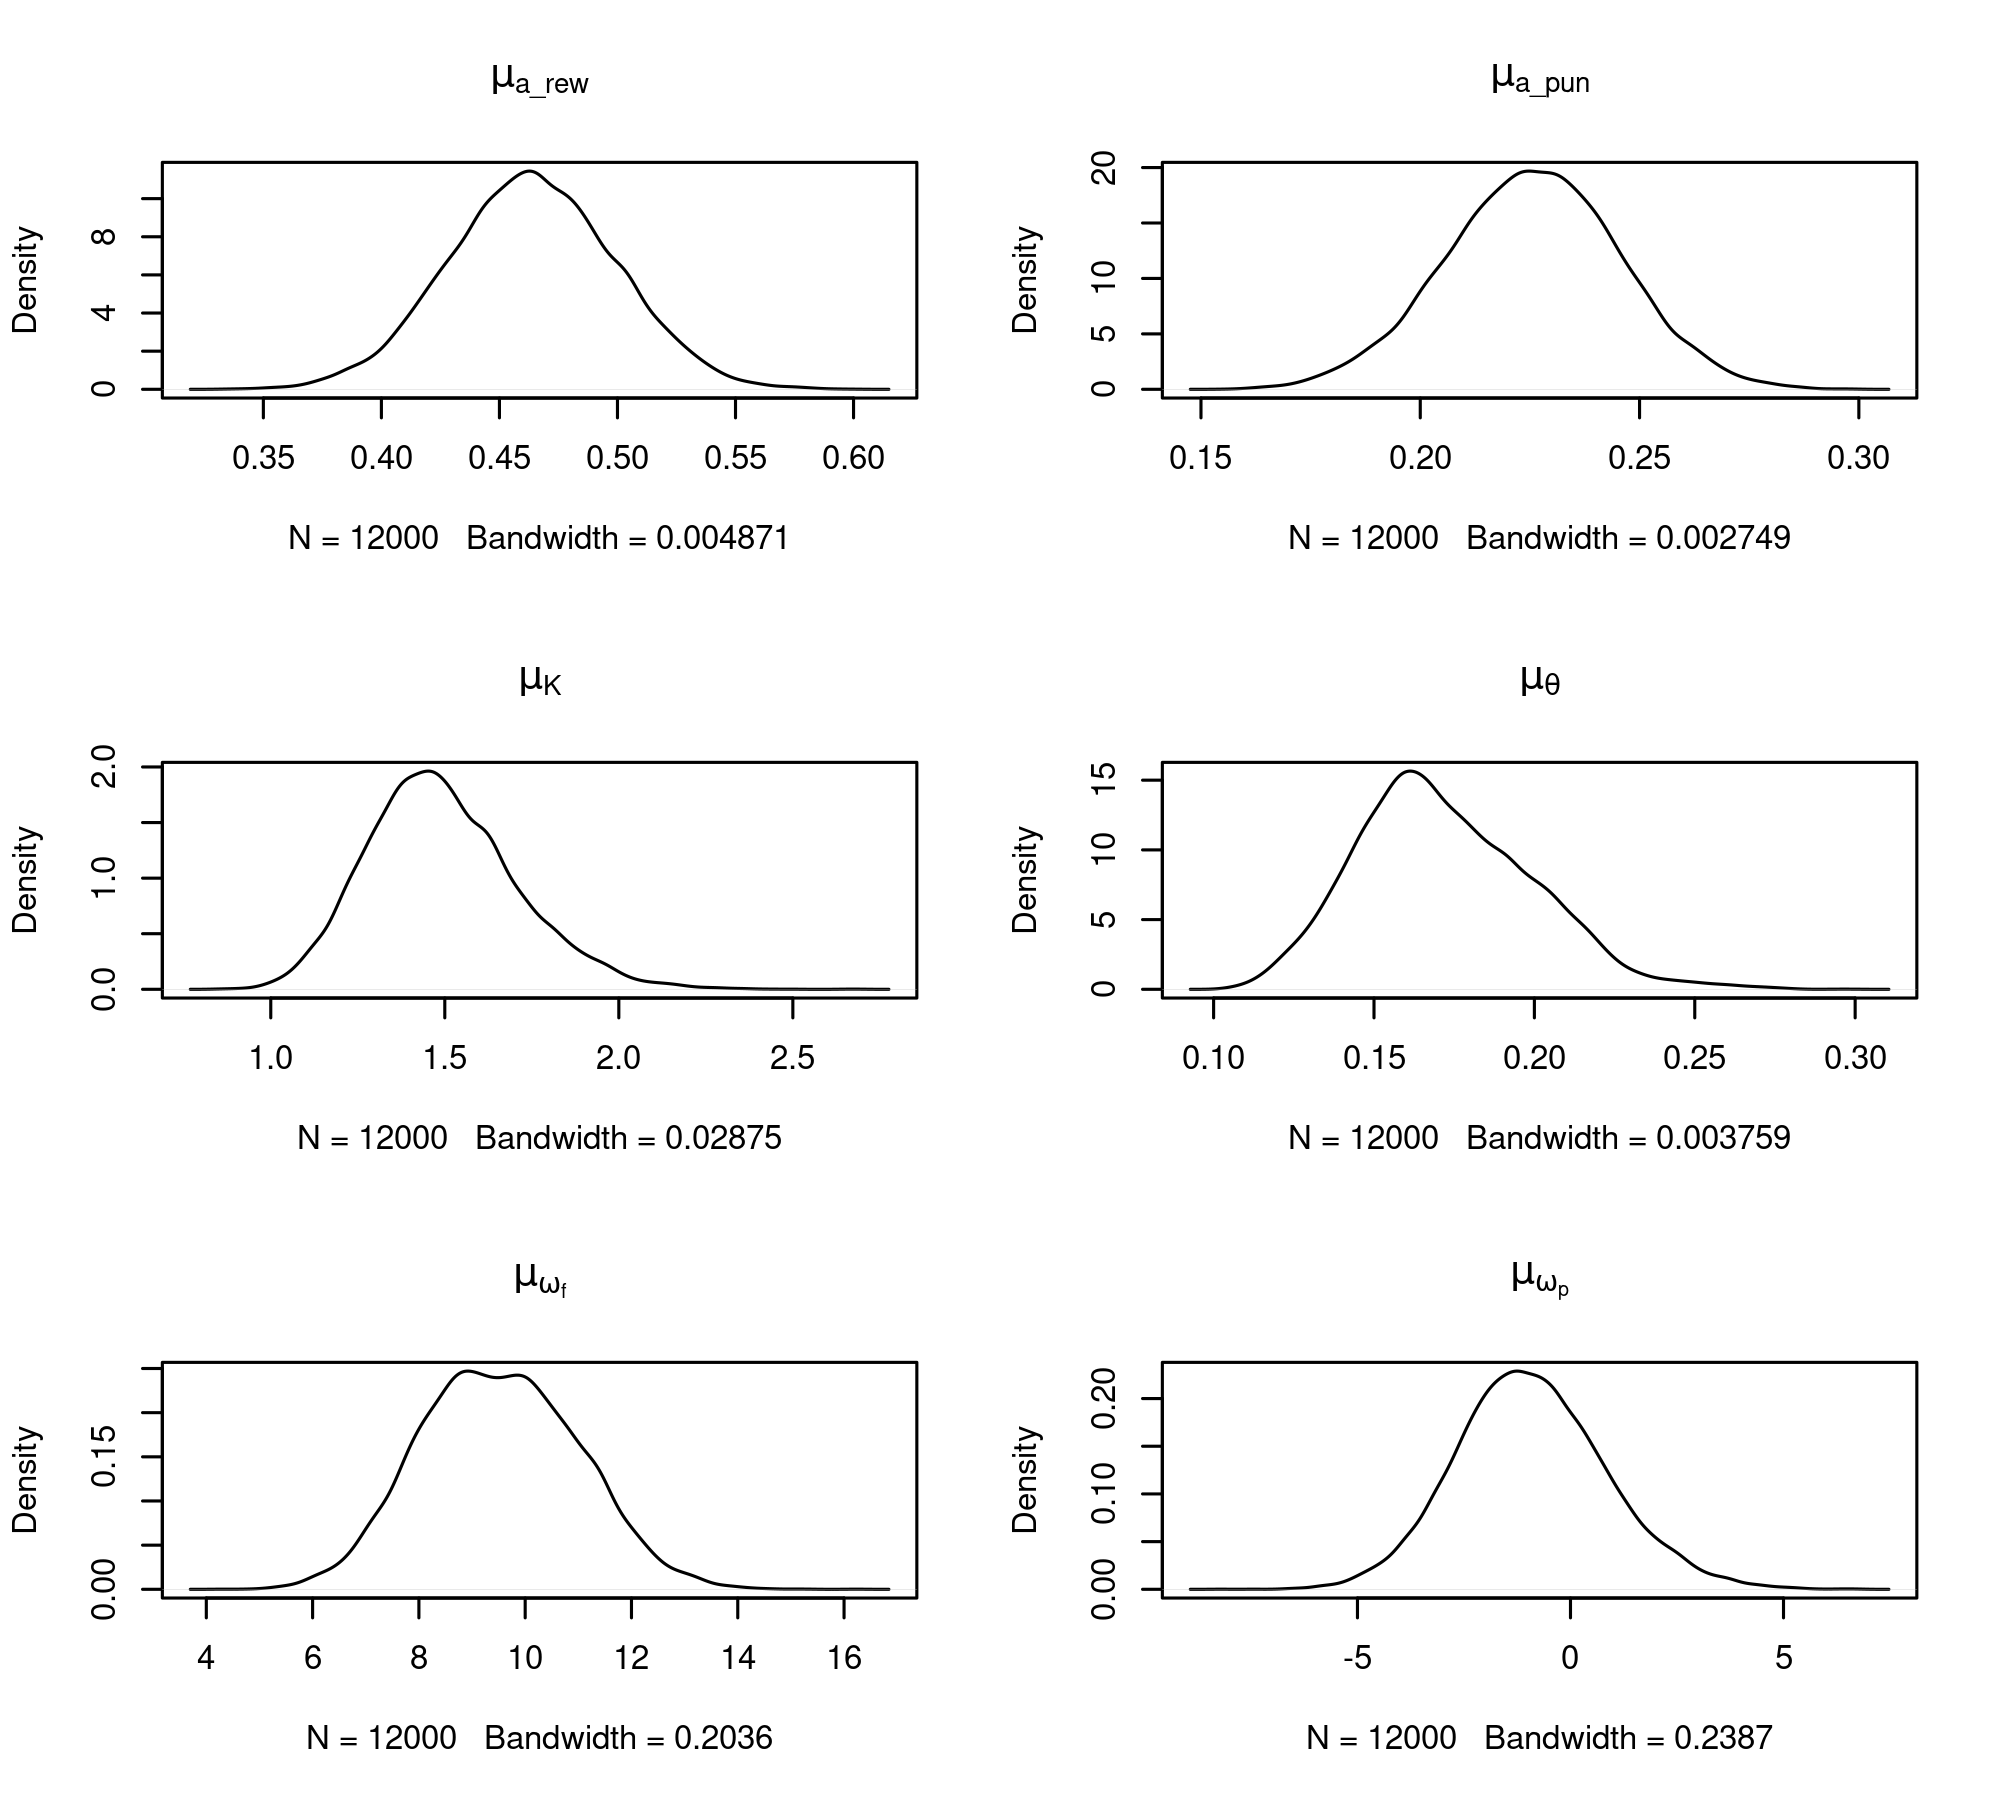 μa_rew
Density
0 4 8
0.35 0.40 0.45 0.50 0.55 0.60
N = 12000 Bandwidth = 0.004871
μa_pun
Density
0 5 10 20
0.15 0.20 0.25 0.30
N = 12000 Bandwidth = 0.002749
μK
Density
0.0 1.0 2.0
1.0 1.5 2.0 2.5
N = 12000 Bandwidth = 0.02875
μθ
Density
0 5 10 15
0.10 0.15 0.20 0.25 0.30
N = 12000 Bandwidth = 0.003759
μωf
Density
0.00 0.15
4 6 8 10 12 14 16
N = 12000 Bandwidth = 0.2036
μωp
Density
0.00 0.10 0.20
-5 0 5
N = 12000 Bandwidth = 0.2387